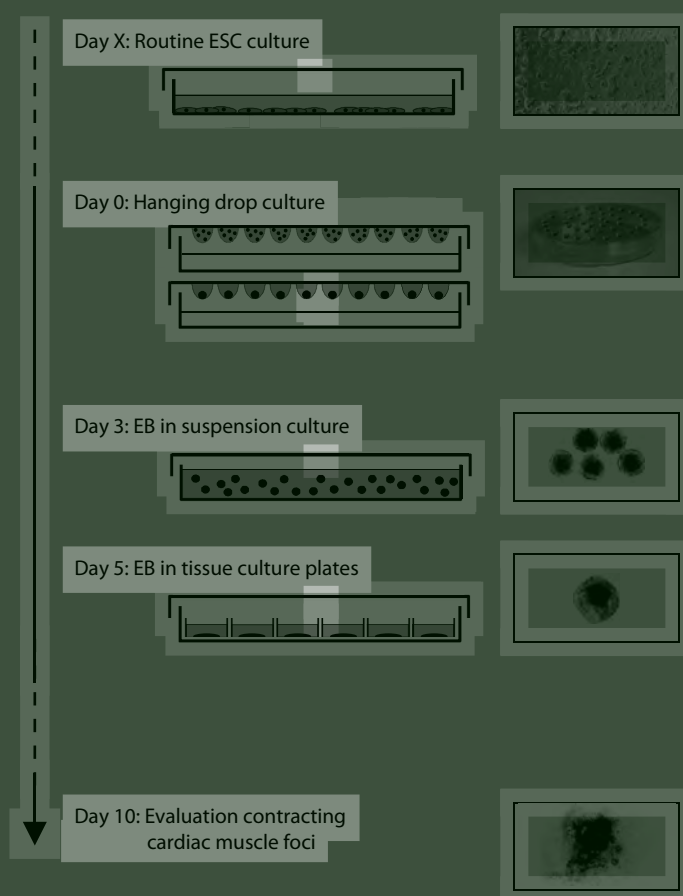 Day X: Routine ESC culture
Day 0: Hanging drop culture
Day 3: EB in suspension culture
Day 5: EB in tissue culture plates
Day 10: Evaluation contracting
cardiac muscle foci